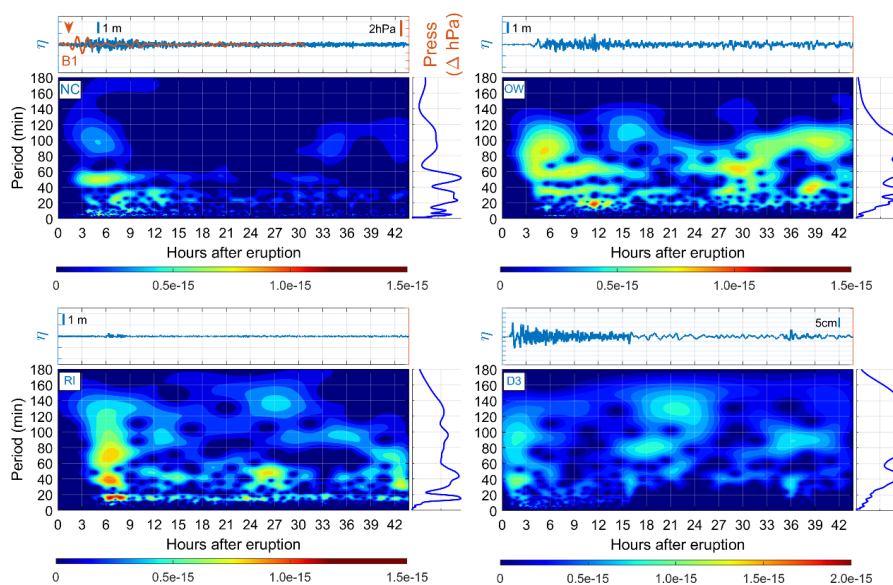 η B1 1 m 2hPa Press (Δ hPa)
NC
Period (min)
180
160
140
120
100
80
60
40
20
0
0 3 6 9 12 15 18 21 24 27 30 33 36 39 42
Hours after eruption
0 0.5e-15 1.0e-15 1.5e-15
η 1 m
OW
180
160
140
120
100
80
60
40
20
0
0 3 6 9 12 15 18 21 24 27 30 33 36 39 42
Hours after eruption
0 0.5e-15 1.0e-15 1.5e-15
η 1 m
RI
Period (min)
180
160
140
120
100
80
60
40
20
0
0 3 6 9 12 15 18 21 24 27 30 33 36 39 42
Hours after eruption
0 0.5e-15 1.0e-15 1.5e-15
η 5cm
D3
180
160
140
120
100
80
60
40
20
0
0 3 6 9 12 15 18 21 24 27 30 33 36 39 42
Hours after eruption
0 0.5e-15 1.0e-15 1.5e-15 2.0e-15